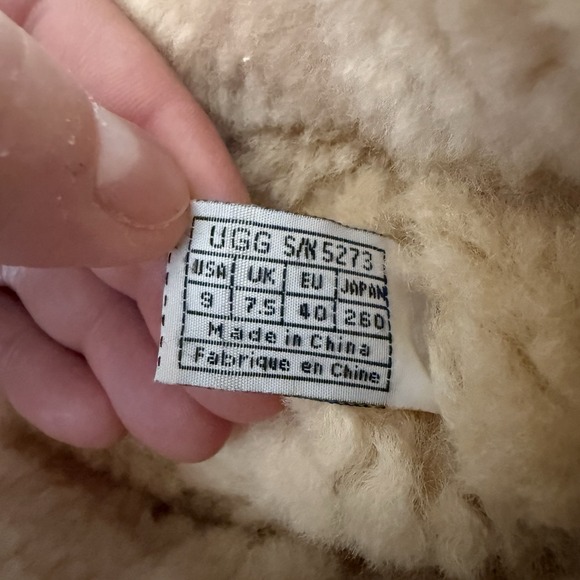 UGG S/N 5273
USA UK EU JAPAN
9 7.5 40 260
Made in China
Fabrique en Chine